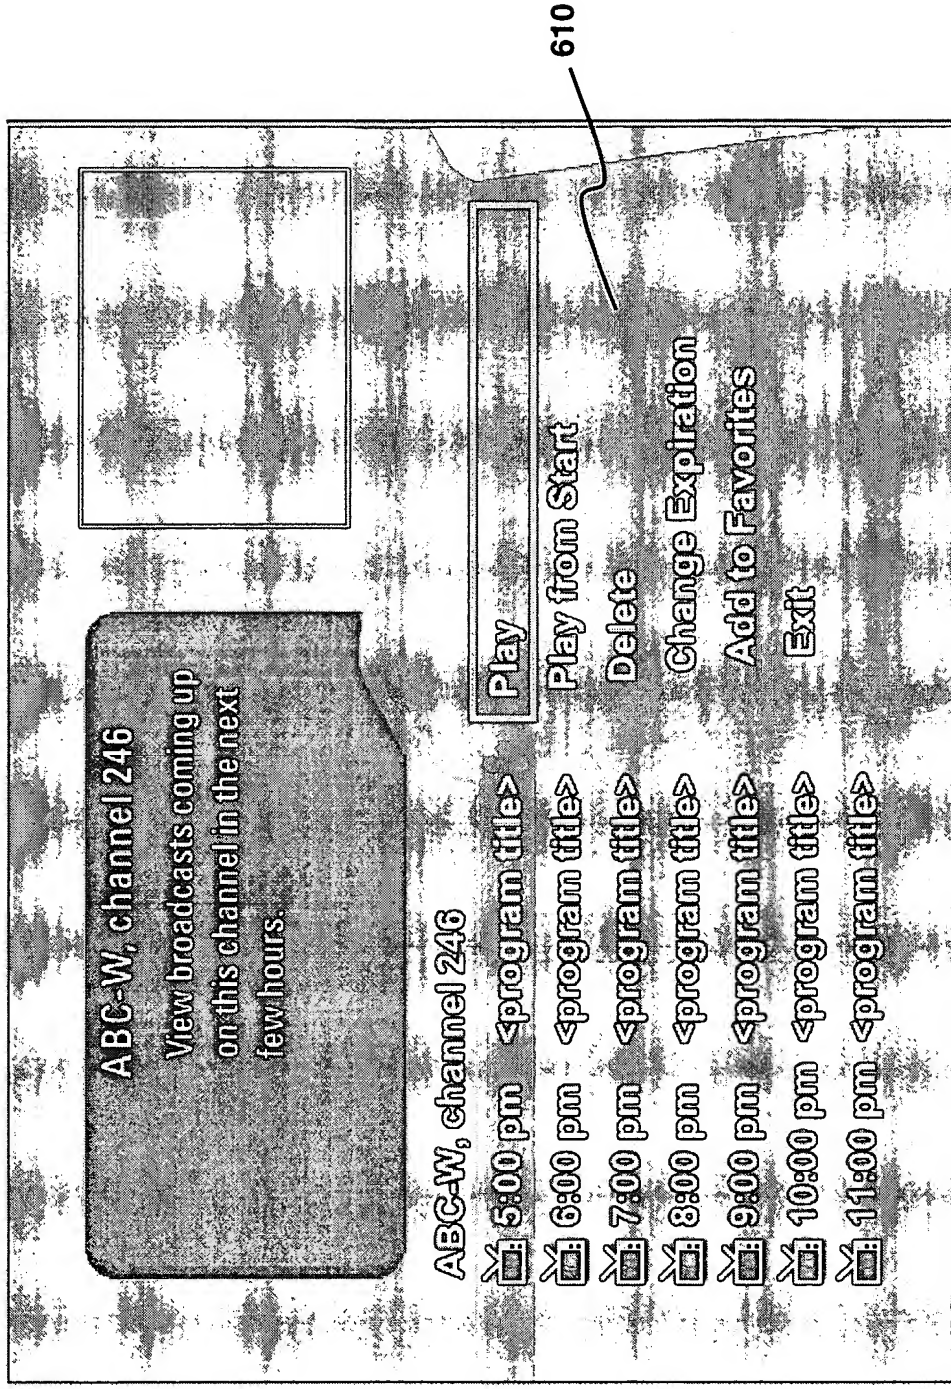 ABC-W, channel 246
View broadcasts coming up
on this channel in the next
few hours.
ABC-W, channel 246
5:00 pm <program title>
6:00 pm <program title>
7:00 pm <program title>
8:00 pm <program title>
9:00 pm <program title>
10:00 pm <program title>
11:00 pm <program title>
Play
Play from Start
Delete
Change Expiration
Add to Favorites
Exit
610